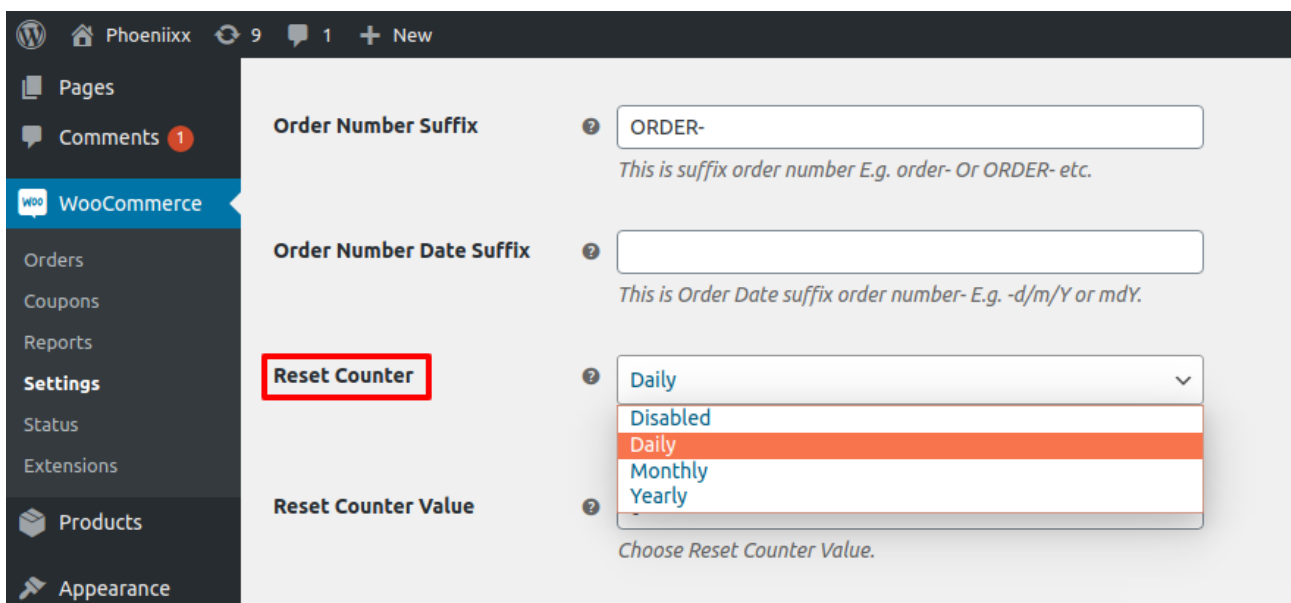 Phoeniixx 9 1 + New
Pages
Comments 1
WooCommerce
Orders
Coupons
Reports
Settings
Status
Extensions
Products
Appearance
Order Number Suffix
ORDER-
This is suffix order number E.g. order- Or ORDER- etc.
Order Number Date Suffix
This is Order Date suffix order number- E.g. -d/m/Y or mdY.
Reset Counter
Daily
Disabled
Daily
Monthly
Yearly
Reset Counter Value
Choose Reset Counter Value.